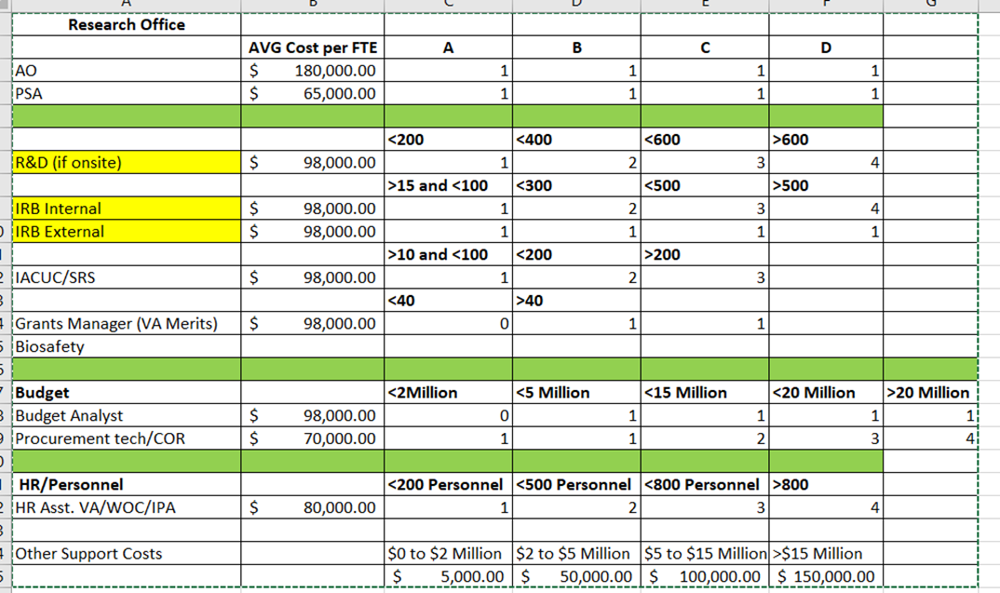 A B C D E F G
Research Office
AVG Cost per FTE A B C D
AO $ 180,000.00 1 1 1 1
PSA $ 65,000.00 1 1 1 1
<200 <400 <600 >600
R&D (if onsite) $ 98,000.00 1 2 3 4
>15 and <100 <300 <500 >500
IRB Internal $ 98,000.00 1 2 3 4
IRB External $ 98,000.00 1 1 1 1
>10 and <100 <200 >200
IACUC/SRS $ 98,000.00 1 2 3
<40 >40
Grants Manager (VA Merits) $ 98,000.00 0 1 1
Biosafety
Budget <2Million <5 Million <15 Million <20 Million >20 Million
Budget Analyst $ 98,000.00 0 1 1 1 1
Procurement tech/COR $ 70,000.00 1 1 2 3 4
HR/Personnel <200 Personnel <500 Personnel <800 Personnel >800
HR Asst. VA/WOC/IPA $ 80,000.00 1 2 3 4
Other Support Costs $0 to $2 Million $2 to $5 Million $5 to $15 Million >$15 Million
$ 5,000.00 $ 50,000.00 $ 100,000.00 $ 150,000.00